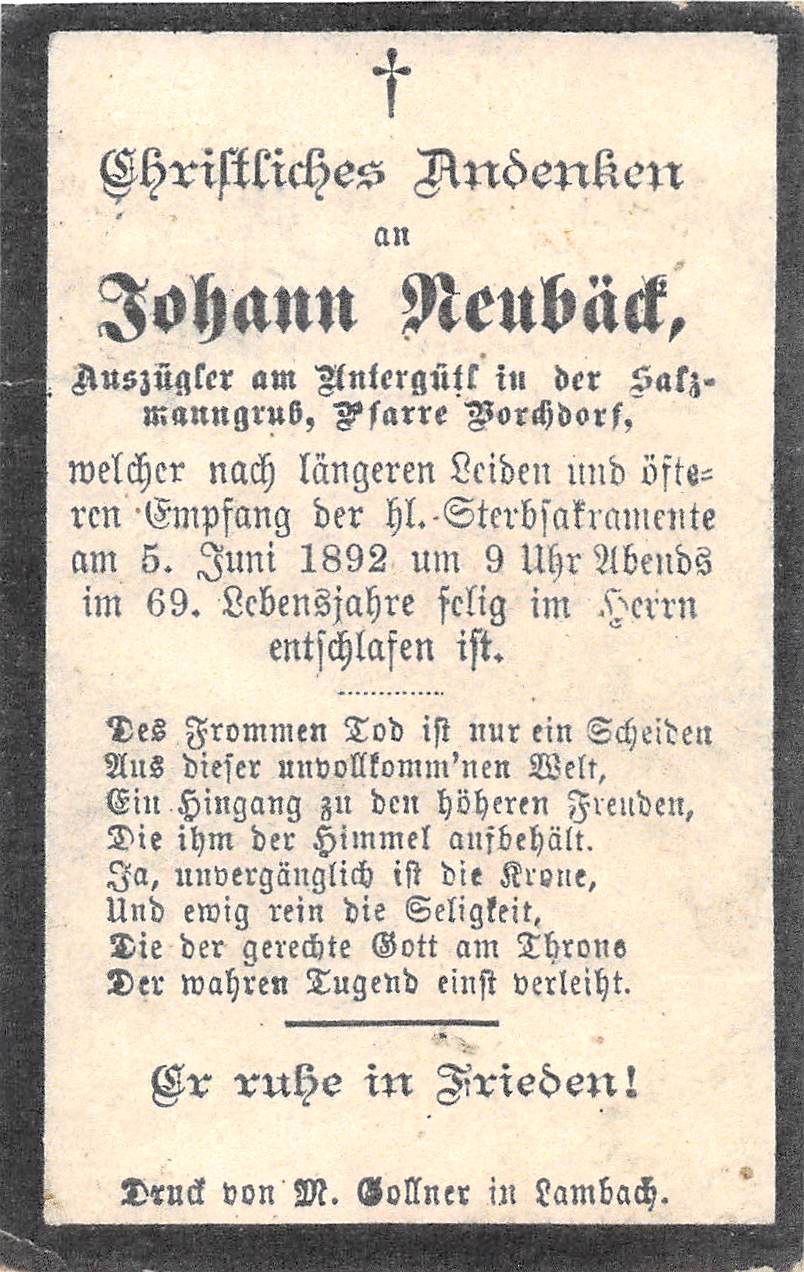 Christliches Andenken
an
Johann Neubäck,
Auszügler am Untergütl in der Salz-
manngrub, Pfarre Vorchdorf,
welcher nach längeren Leiden und öfte-
ren Empfang der hl. Sterbsakramente
am 5. Juni 1892 um 9 Uhr Abends
im 69. Lebensjahre selig im Herrn
entschlafen ist.
Des Frommen Tod ist nur ein Scheiden
Aus dieser unvollkomm'nen Welt,
Ein Hingang zu den höheren Freuden,
Die ihm der Himmel aufbehält.
Ja, unvergänglich ist die Krone,
Und ewig rein die Seligkeit,
Die der gerechte Gott am Throne
Der wahren Tugend einst verleiht.
Er ruhe in Frieden!
Druck von M. Gollner in Lambach.